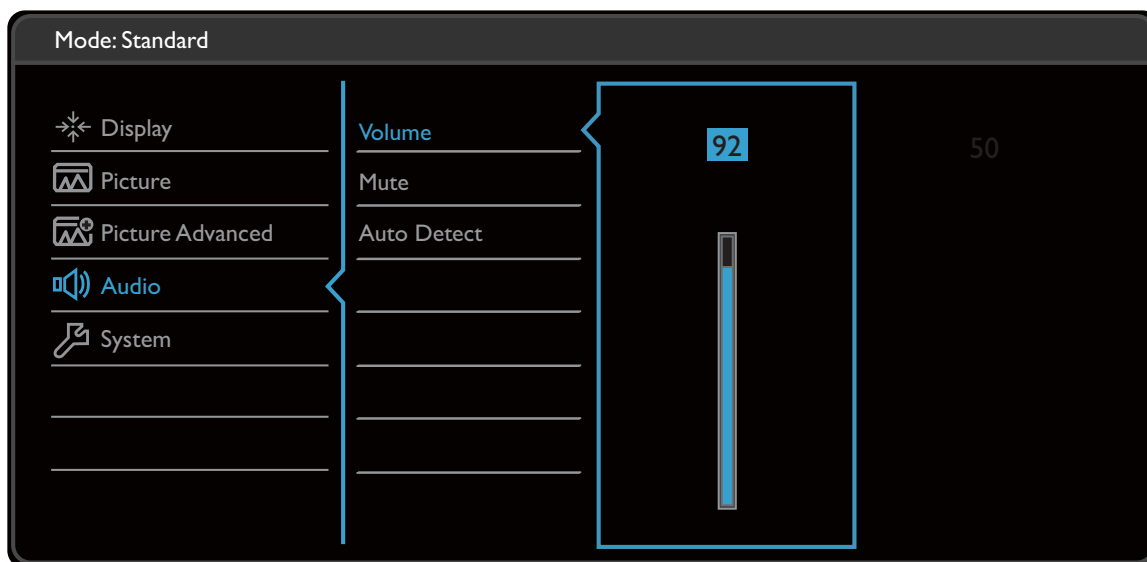 Mode: Standard
Display
Picture
Picture Advanced
Audio
System
Volume
Mute
Auto Detect
92
50